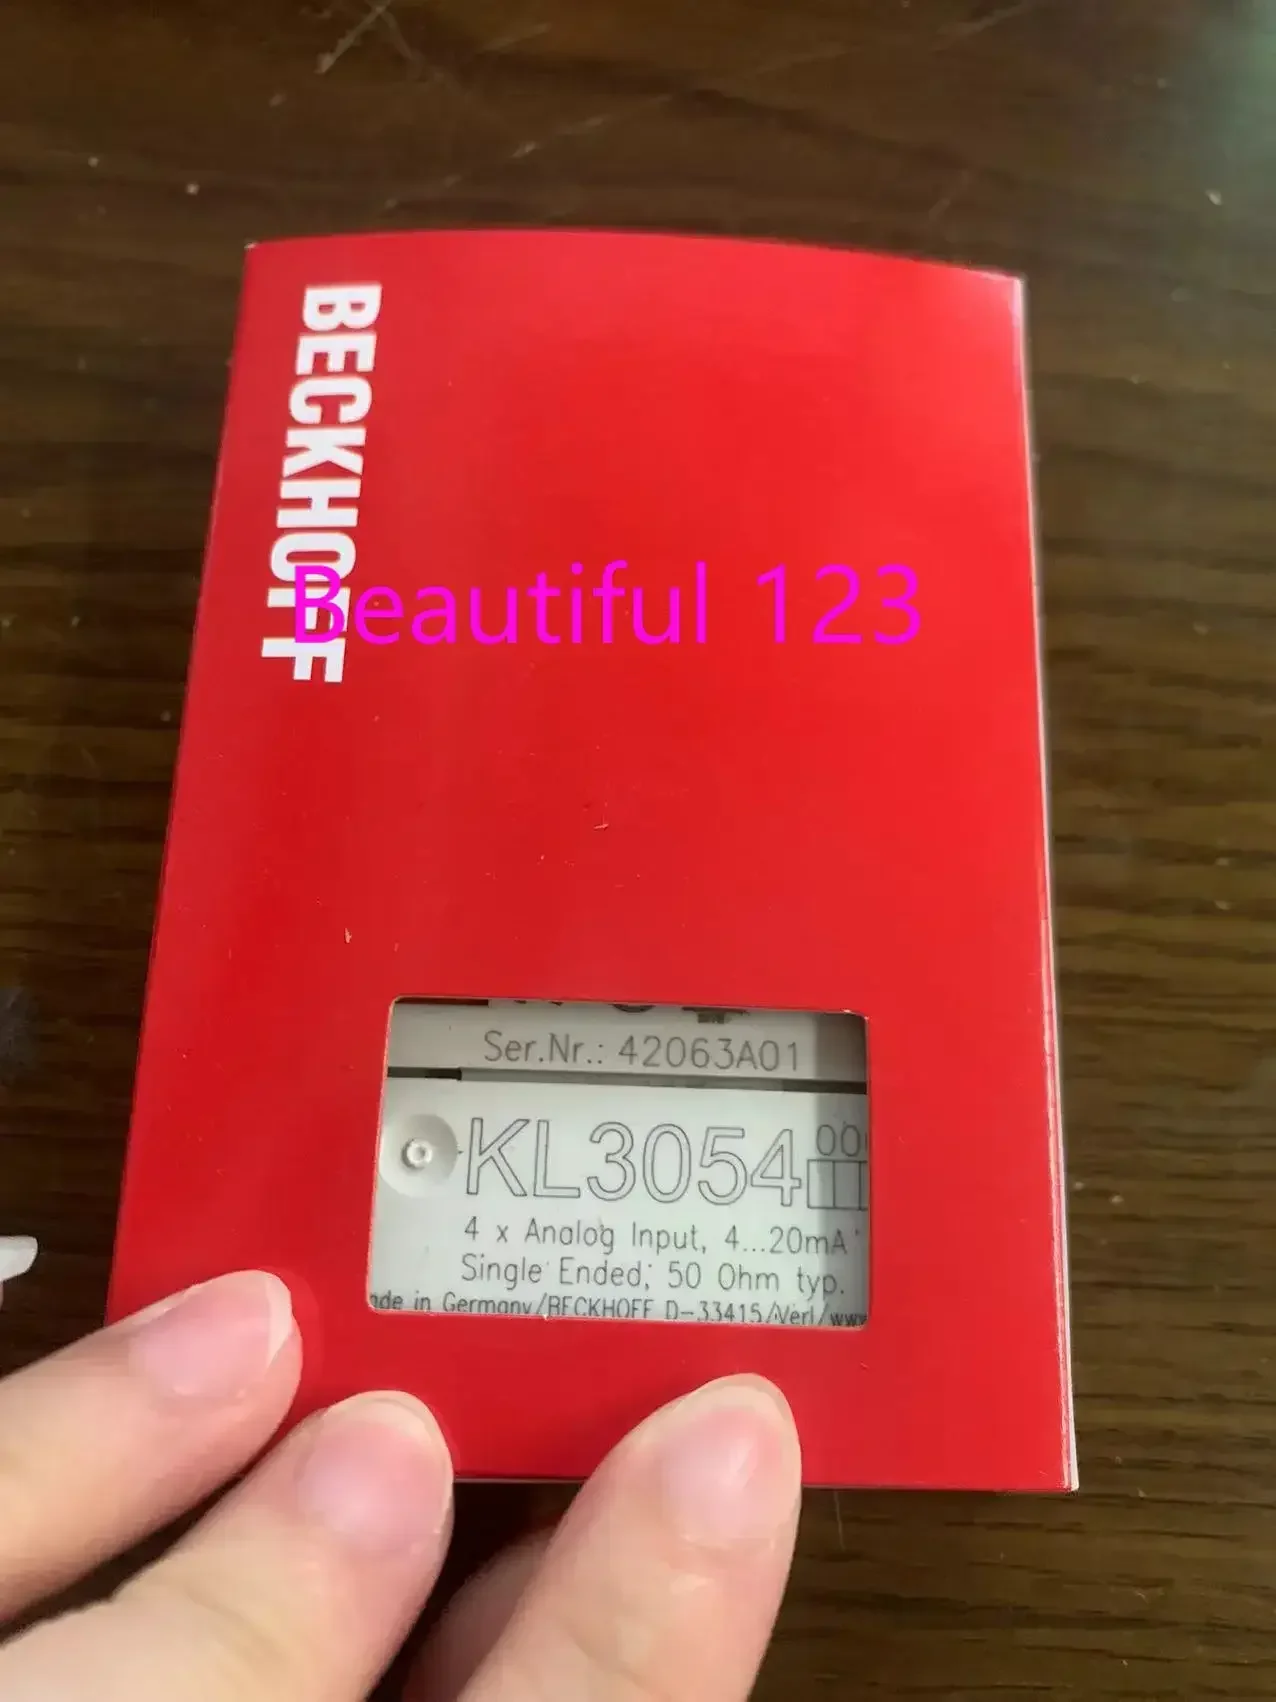 BECKHOFF
Beautiful 123
Ser.Nr.: 42063A01
KL3054
4 x Analog Input, 4...20mA
Single Ended; 50 Ohm typ.
in Germany/BECKHOFF D-33415/Verl/www